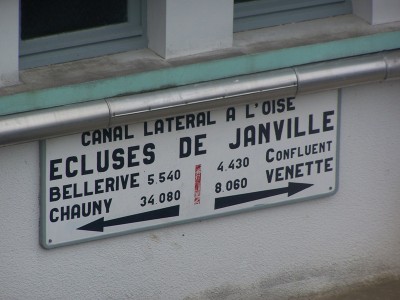 CANAL LATERAL A L'OISE
ECLUSES DE JANVILLE
BELLERIVE 5.540 4.430 CONFLUENT
CHAUNY 34.080 8.060 VENETTE